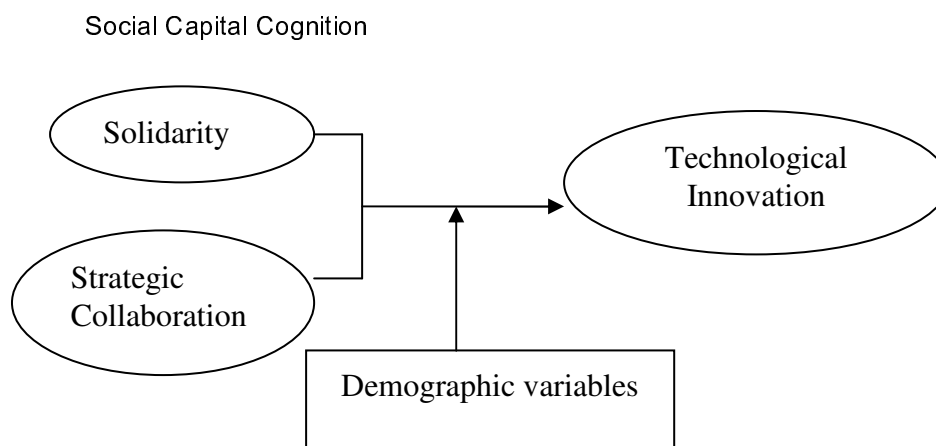 Social Capital Cognition
Solidarity
Technological
Innovation
Strategic
Collaboration
Demographic variables